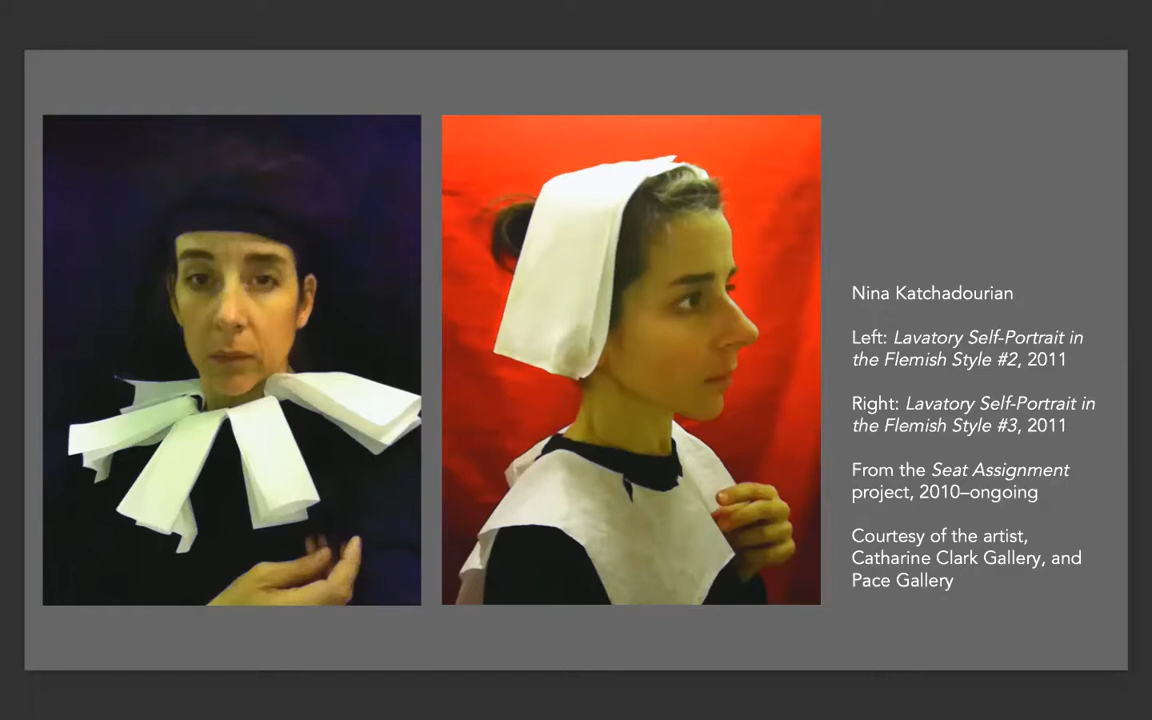 Nina Katchadourian
Left: Lavatory Self-Portrait in
the Flemish Style #2, 2011
Right: Lavatory Self-Portrait in
the Flemish Style #3, 2011
From the Seat Assignment
project, 2010–ongoing
Courtesy of the artist,
Catharine Clark Gallery, and
Pace Gallery